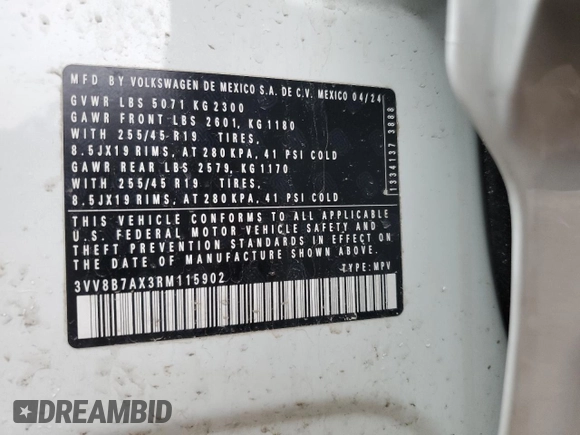 MFD BY VOLKSWAGEN DE MEXICO S.A. DE C.V. MEXICO 04/24
GVWR LBS 5071 KG 2300
GAWR FRONT LBS 2601, KG 1180
WITH 255/45-R19 TIRES,
8.5JX19 RIMS, AT 280 KPA, 41 PSI COLD
GAWR REAR LBS 2579, KG 1170
WITH 255/45 R19 TIRES,
8.5JX19 RIMS, AT 280 KPA, 41 PSI COLD
THIS VEHICLE CONFORMS TO ALL APPLICABLE
U.S. FEDERAL MOTOR VEHICLE SAFETY AND
THEFT PREVENTION STANDARDS IN EFFECT ON
THE DATE OF MANUFACTURE SHOWN ABOVE
3VV8B7AX3RM115902 TYPE: MPV
1334137 3888
DREAMBID